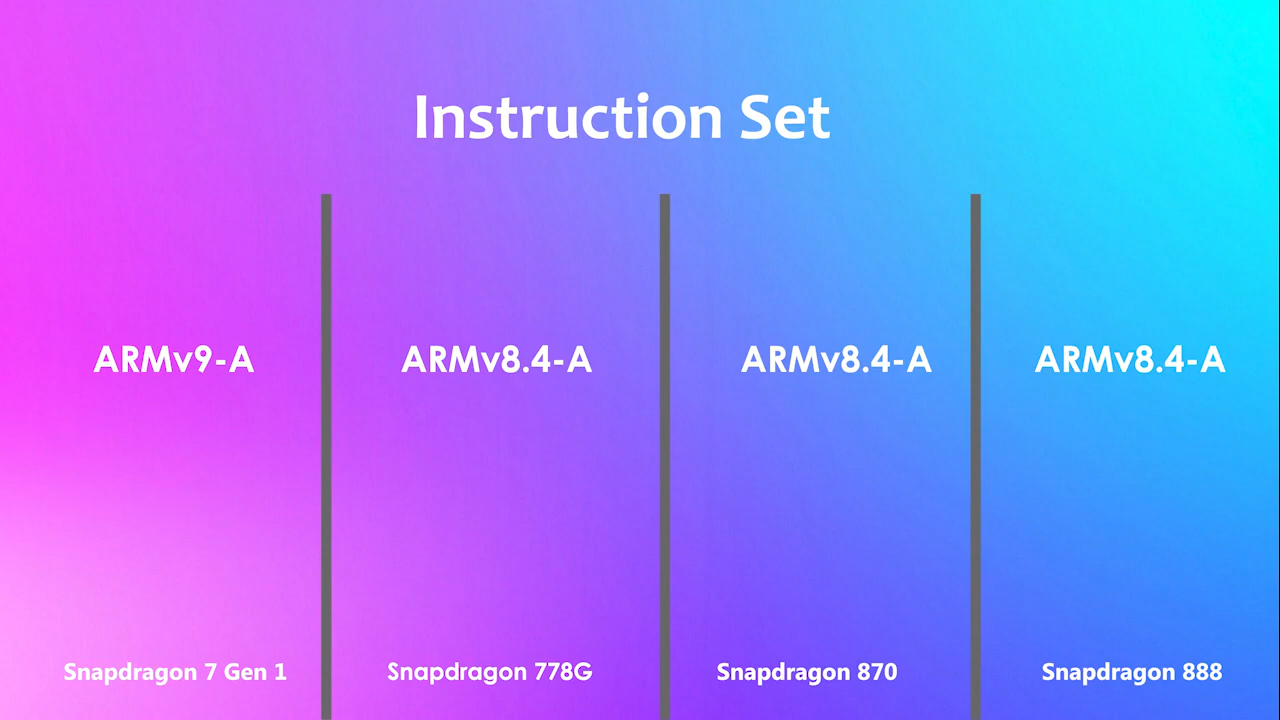 Instruction Set
ARMv9-A
ARMv8.4-A
ARMv8.4-A
ARMv8.4-A
Snapdragon 7 Gen 1
Snapdragon 778G
Snapdragon 870
Snapdragon 888